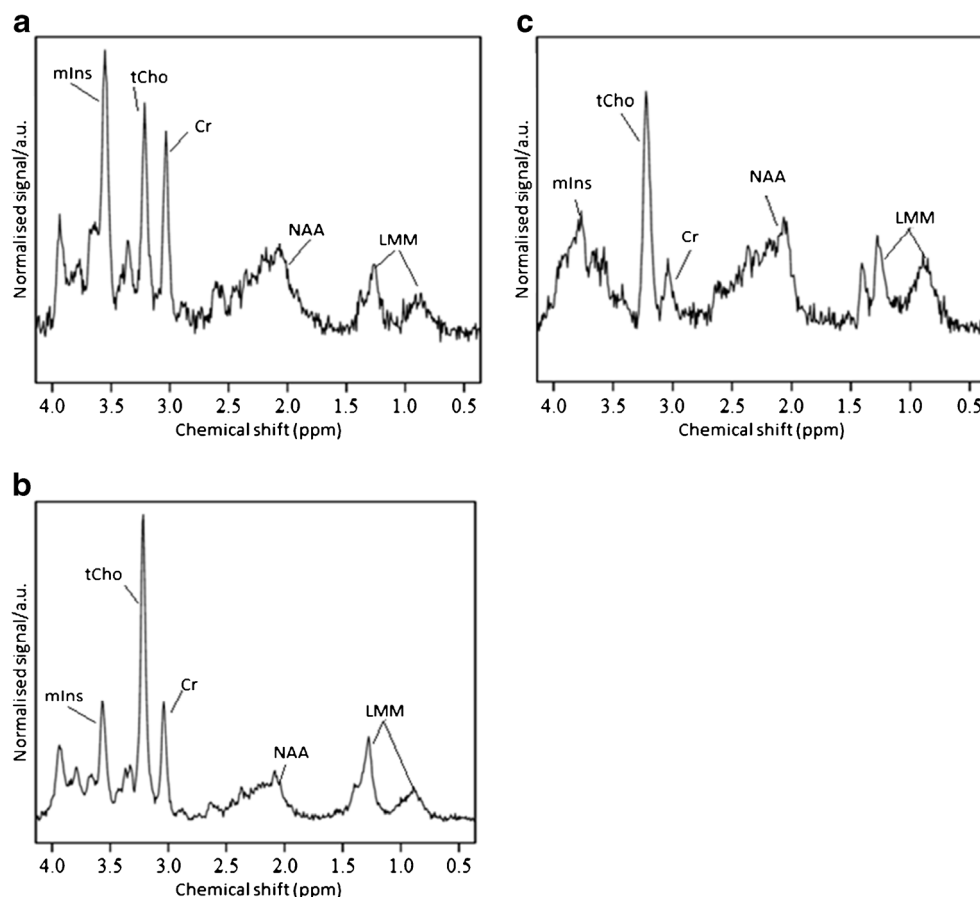 a
mIns
tCho
Cr
NAA
LMM
Normalised signal/a.u.
4.0 3.5 3.0 2.5 2.0 1.5 1.0 0.5
Chemical shift (ppm)
c
tCho
mIns
Cr
NAA
LMM
Normalised signal/a.u.
4.0 3.5 3.0 2.5 2.0 1.5 1.0 0.5
Chemical shift (ppm)
b
tCho
mIns
Cr
NAA
LMM
Normalised signal/a.u.
4.0 3.5 3.0 2.5 2.0 1.5 1.0 0.5
Chemical shift (ppm)